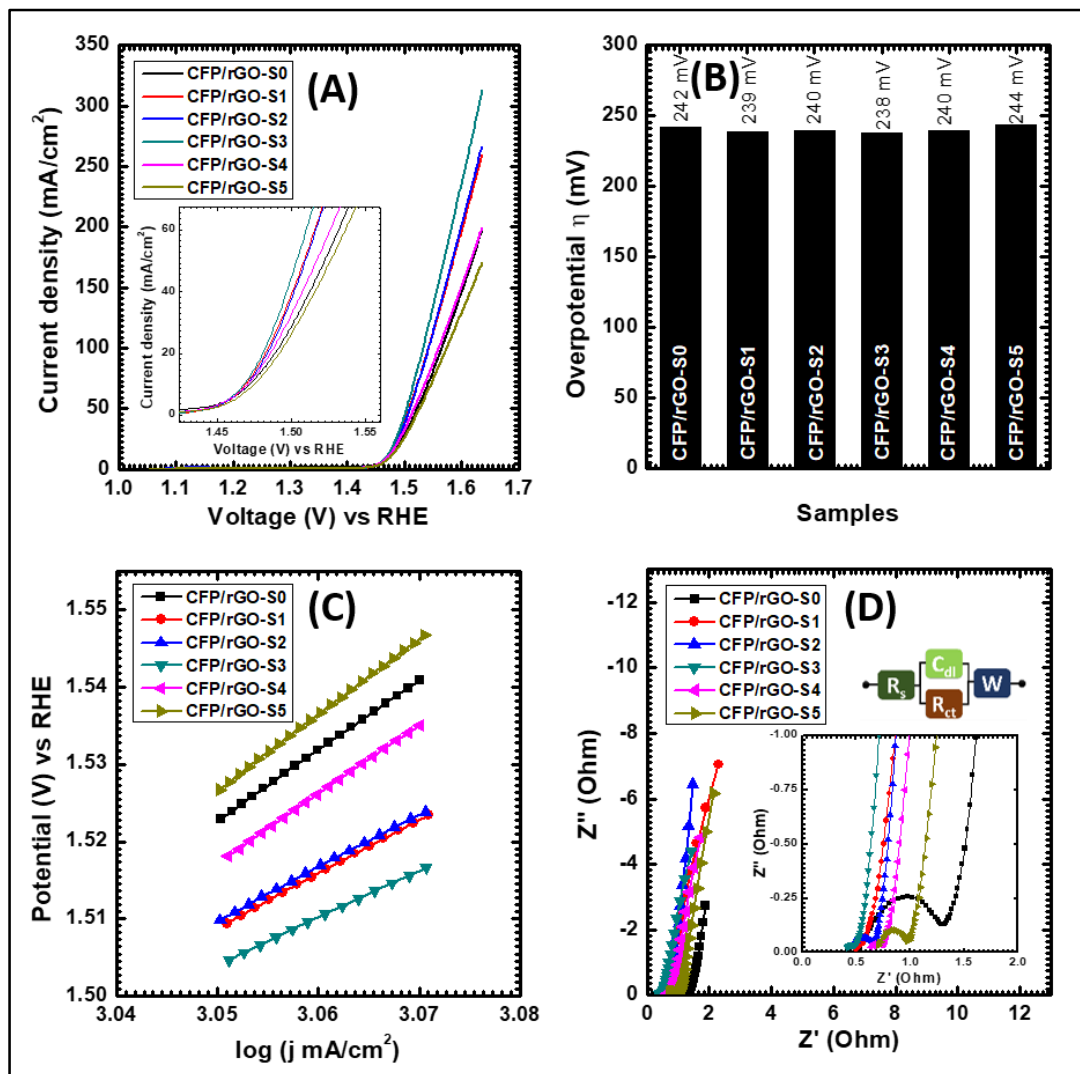 350
300
250
200
150
100
50
0
Current density (mA/cm²)
CFP/rGO-S0
CFP/rGO-S1
CFP/rGO-S2
CFP/rGO-S3
CFP/rGO-S4
CFP/rGO-S5
(A)
60
40
20
0
Current density (mA/cm²)
1.45 1.50 1.55
Voltage (V) vs RHE
1.0 1.1 1.2 1.3 1.4 1.5 1.6 1.7
Voltage (V) vs RHE
300
250
200
150
100
50
0
Overpotential η (mV)
(B)
242 mV
239 mV
240 mV
238 mV
240 mV
244 mV
CFP/rGO-S0
CFP/rGO-S1
CFP/rGO-S2
CFP/rGO-S3
CFP/rGO-S4
CFP/rGO-S5
Samples
1.55
1.54
1.53
1.52
1.51
1.50
Potential (V) vs RHE
CFP/rGO-S0
CFP/rGO-S1
CFP/rGO-S2
CFP/rGO-S3
CFP/rGO-S4
CFP/rGO-S5
(C)
3.04 3.05 3.06 3.07 3.08
log (j mA/cm²)
-12
-10
-8
-6
-4
-2
0
Z" (Ohm)
CFP/rGO-S0
CFP/rGO-S1
CFP/rGO-S2
CFP/rGO-S3
CFP/rGO-S4
CFP/rGO-S5
(D)
Cdl
Rs
Rct
W
-1.00
-0.75
-0.50
-0.25
0.00
Z'' (Ohm)
0.0 0.5 1.0 1.5 2.0
Z' (Ohm)
0 2 4 6 8 10 12
Z' (Ohm)